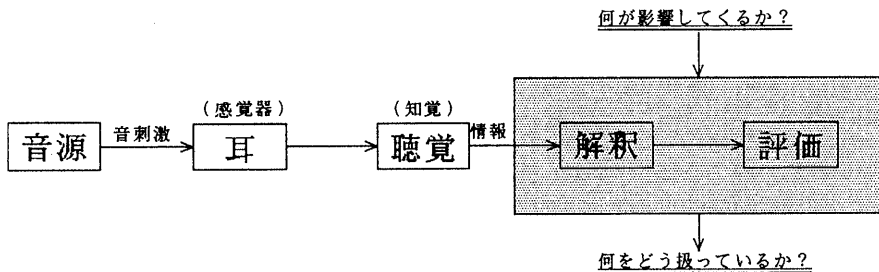 何が影響してくるか？
（感覚器）
（知覚）
音源
音刺激
耳
聴覚
情報
解釈
評価
何をどう扱っているか？